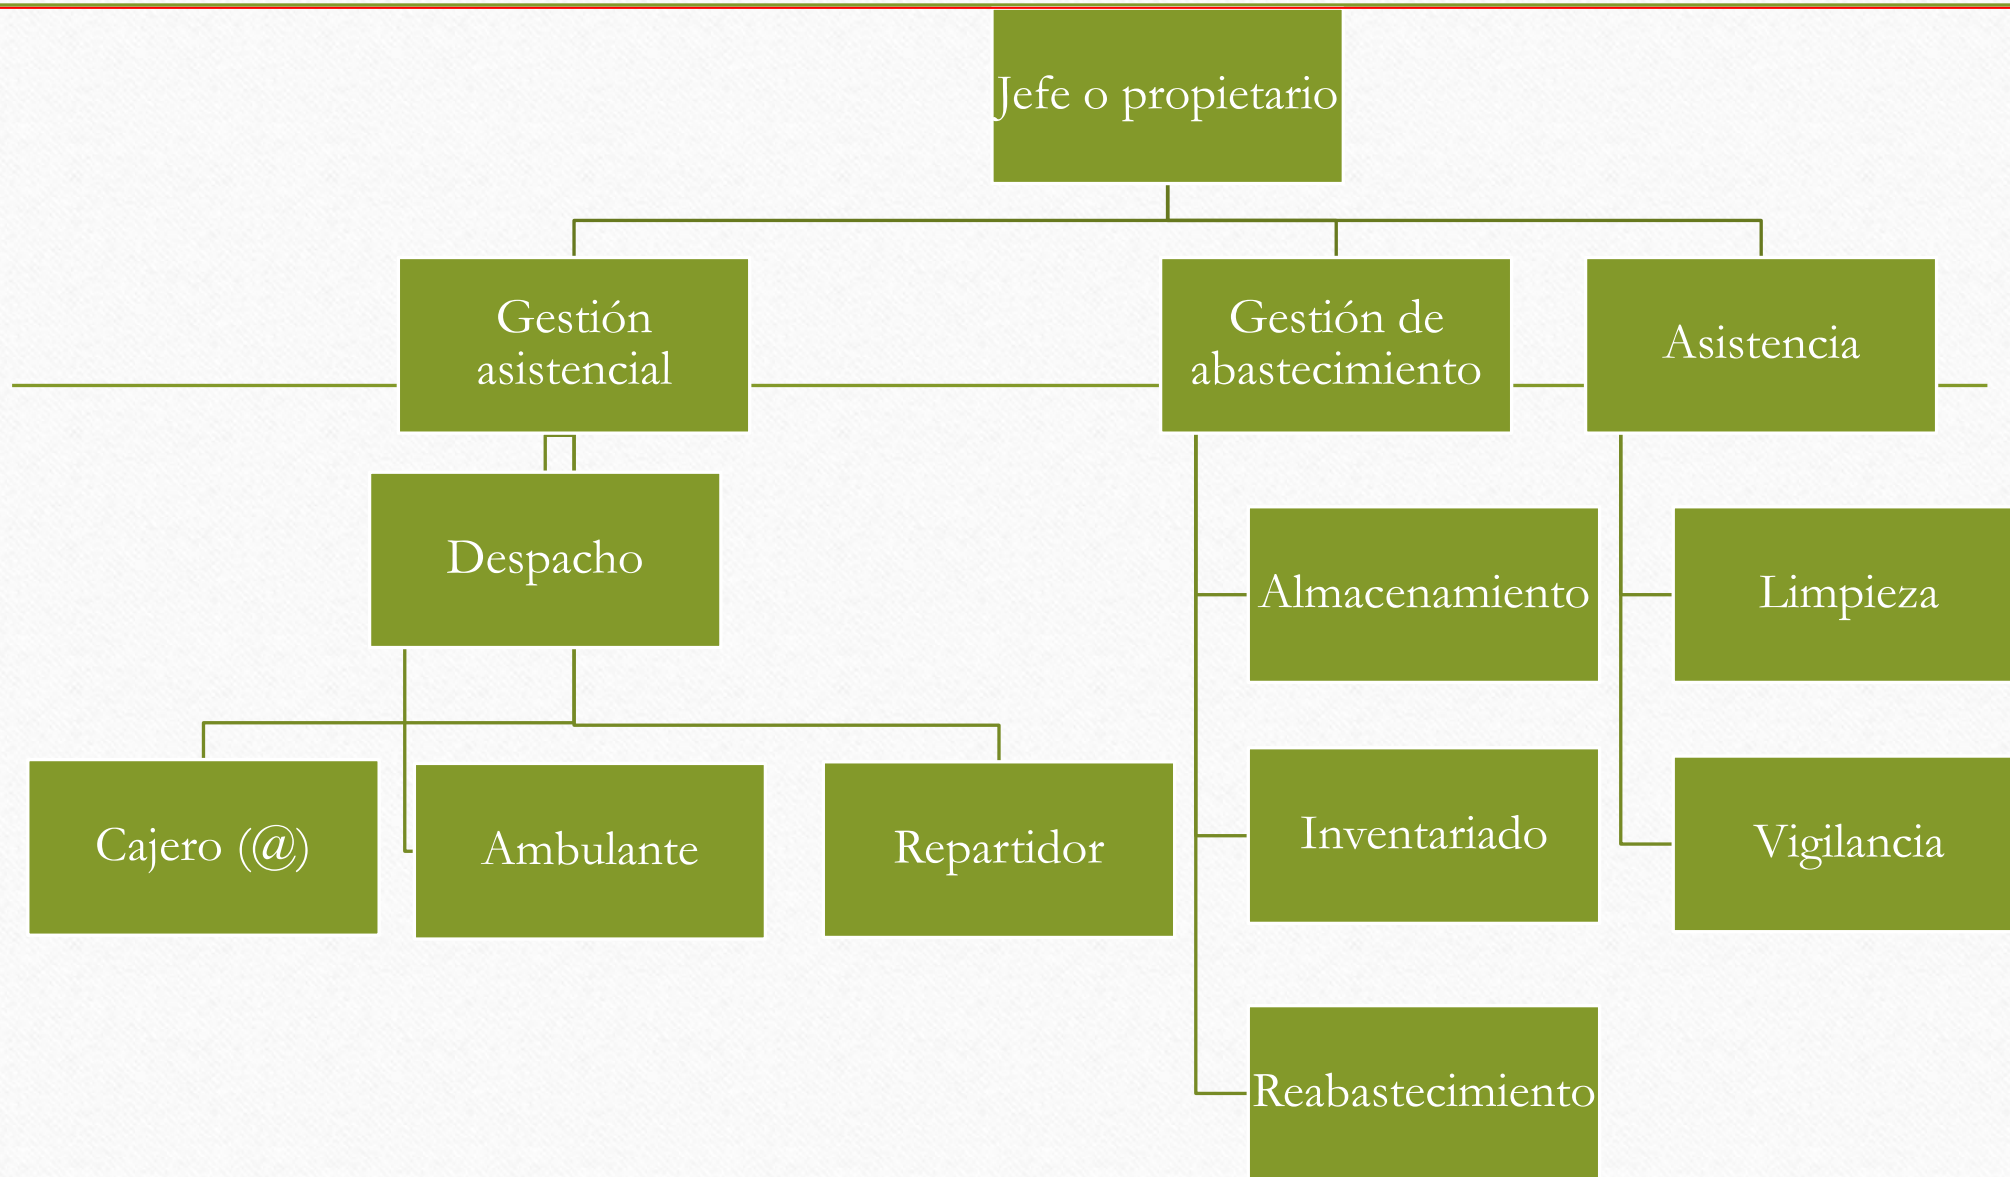 Jefe o propietario
Gestión
asistencial
Gestión de
abastecimiento
Asistencia
Despacho
Almacenamiento
Limpieza
Cajero (@)
Ambulante
Repartidor
Inventariado
Vigilancia
Reabastecimiento